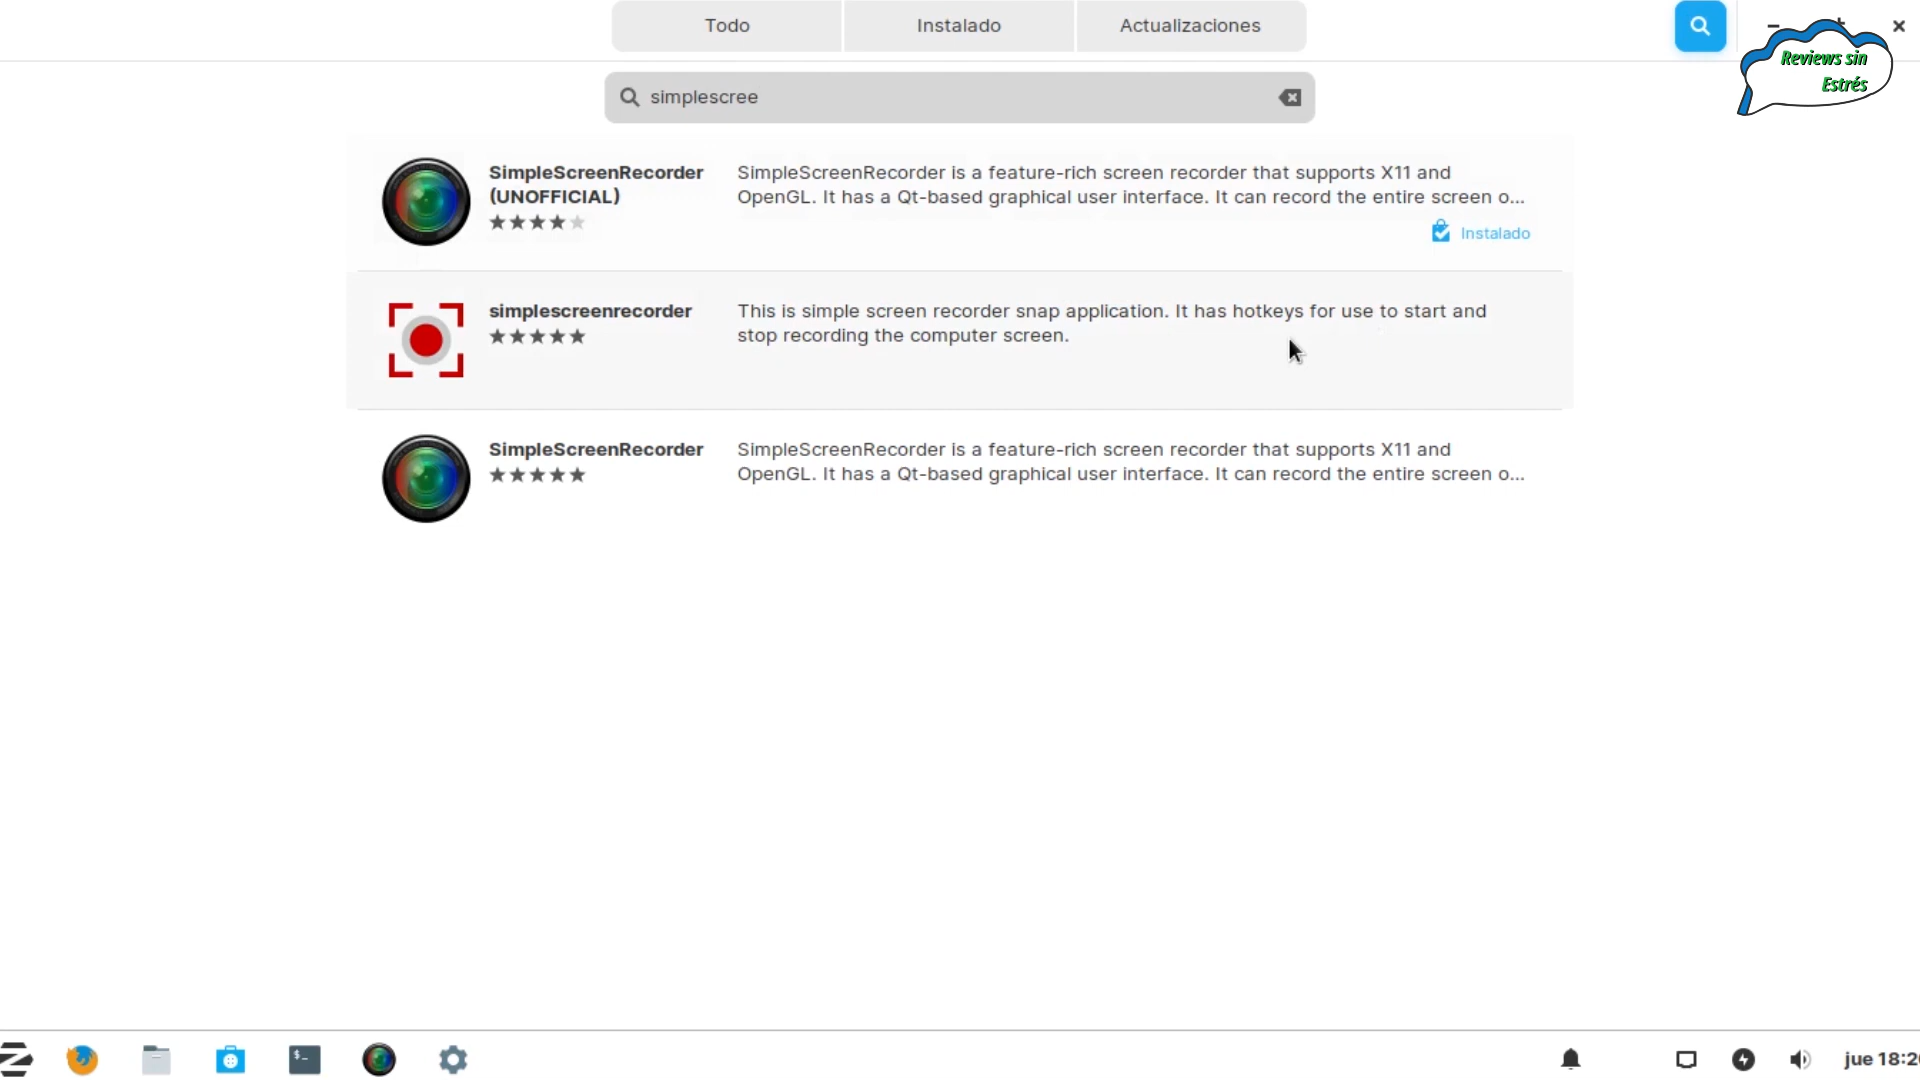 Todo
Instalado
Actualizaciones
Reviews sin
Estrés
simplescree
SimpleScreenRecorder
(UNOFFICIAL)
SimpleScreenRecorder is a feature-rich screen recorder that supports X11 and
OpenGL. It has a Qt-based graphical user interface. It can record the entire screen o...
Instalado
simplescreenrecorder
This is simple screen recorder snap application. It has hotkeys for use to start and
stop recording the computer screen.
SimpleScreenRecorder
SimpleScreenRecorder is a feature-rich screen recorder that supports X11 and
OpenGL. It has a Qt-based graphical user interface. It can record the entire screen o...
$_
jue